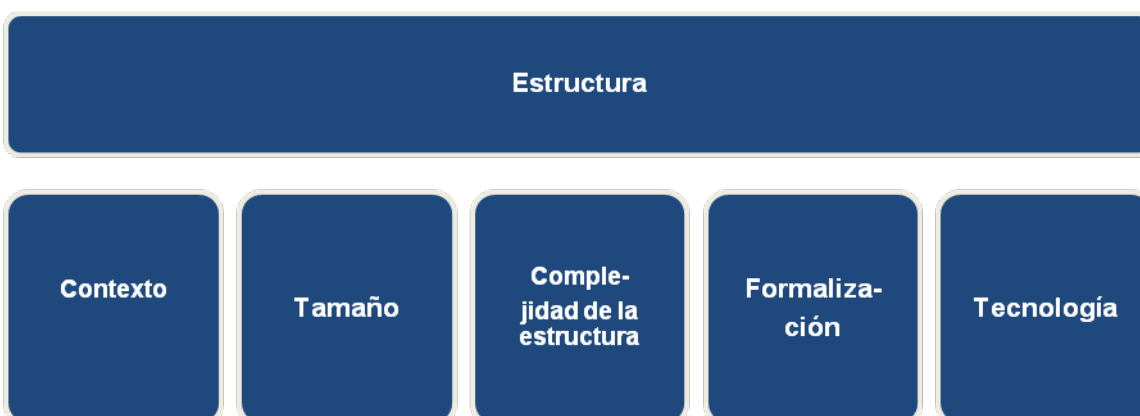 Estructura
Contexto
Tamaño
Comple-
jidad de la
estructura
Formaliza-
ción
Tecnología